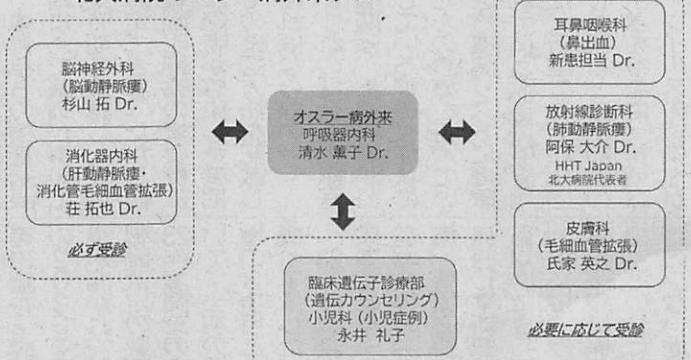 脳神経外科
(脳動静脈瘻)
杉山 拓 Dr.
消化器内科
(肝動静脈瘻・
消化管毛細血管拡張)
荘 拓也 Dr.
必ず受診
オスラー病外来
呼吸器内科
清水 薫子 Dr.
耳鼻咽喉科
(鼻出血)
新患担当 Dr.
放射線診断科
(肺動静脈瘻)
阿保 大介 Dr.
HHT Japan
北大病院代表者
皮膚科
(毛細血管拡張)
氏家 英之 Dr.
必要に応じて受診
臨床遺伝子診療部
(遺伝カウンセリング)
小児科 (小児症例)
永井 礼子